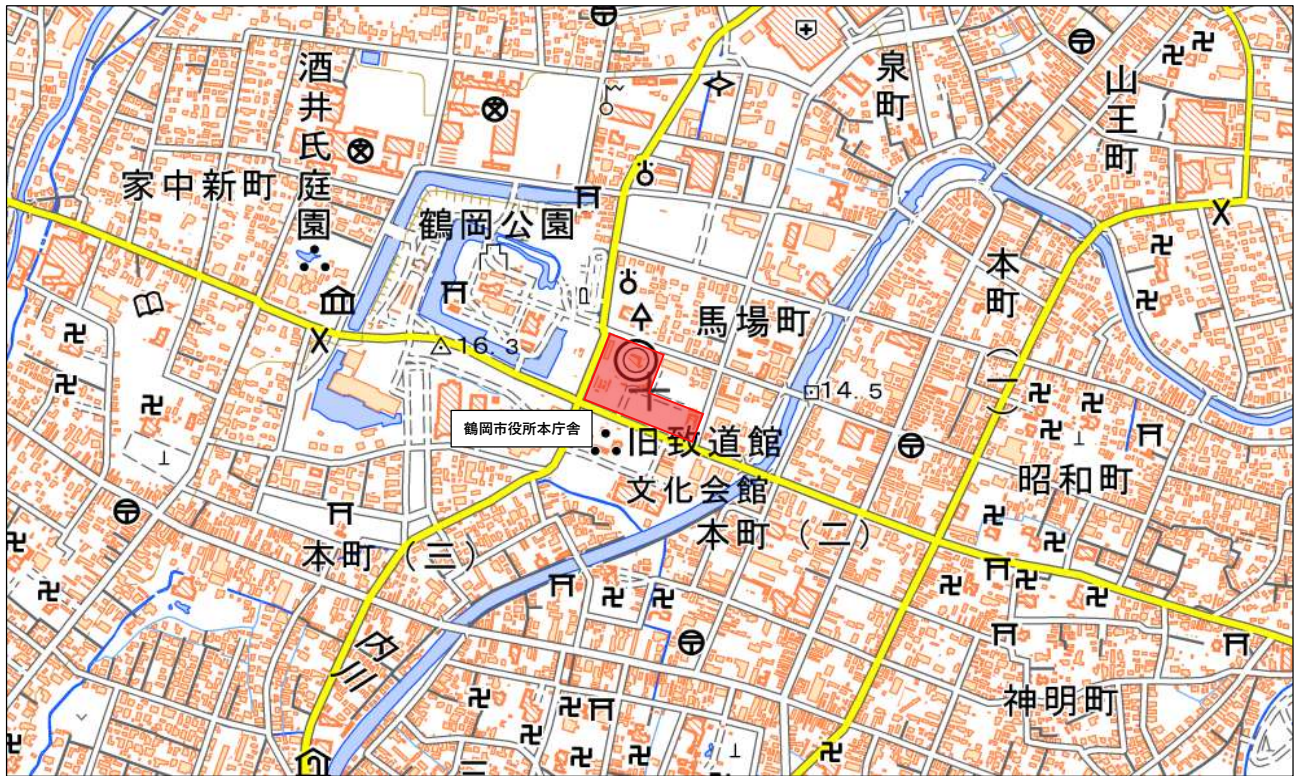 酒井氏庭園
泉町
山王町
家中新町
鶴岡公園
本町(一)
馬場町
16.3
14.5
鶴岡市役所本庁舎
旧致道館
文化会館
昭和町
本町(二)
本町(三)
内川
神明町